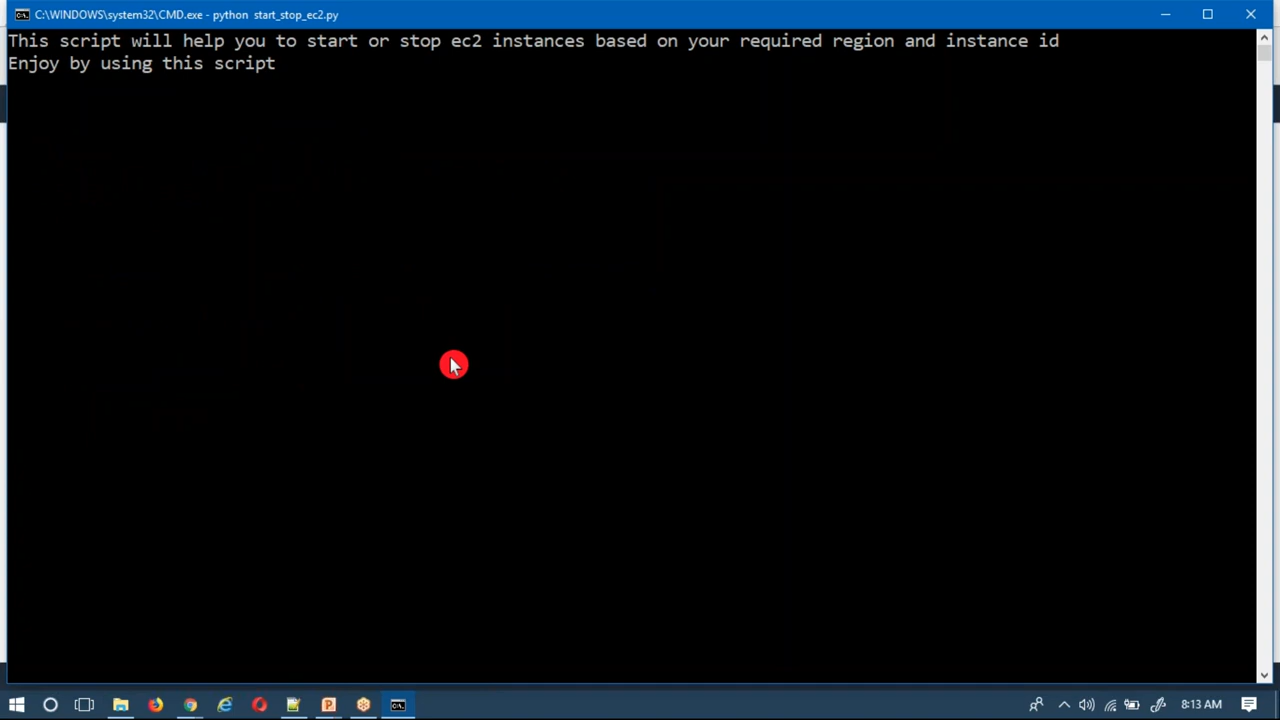 C:\WINDOWS\system32\CMD.exe - python start_stop_ec2.py
This script will help you to start or stop ec2 instances based on your required region and instance id
Enjoy by using this script
8:13 AM